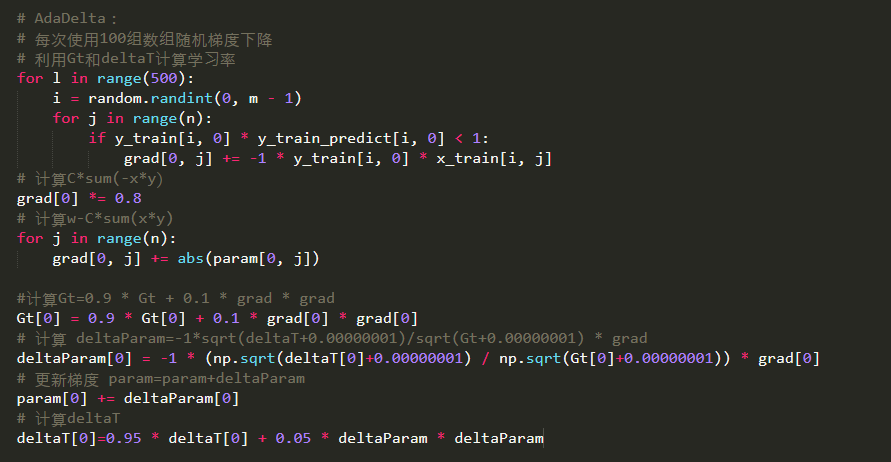 # AdaDelta：
# 每次使用100组数组随机梯度下降
# 利用Gt和deltaT计算学习率
for l in range(500):
    i = random.randint(0, m - 1)
    for j in range(n):
        if y_train[i, 0] * y_train_predict[i, 0] < 1:
            grad[0, j] += -1 * y_train[i, 0] * x_train[i, j]
# 计算C*sum(-x*y)
grad[0] *= 0.8
# 计算w-C*sum(x*y)
for j in range(n):
    grad[0, j] += abs(param[0, j])
#计算Gt=0.9 * Gt + 0.1 * grad * grad
Gt[0] = 0.9 * Gt[0] + 0.1 * grad[0] * grad[0]
# 计算 deltaParam=-1*sqrt(deltaT+0.00000001)/sqrt(Gt+0.00000001) * grad
deltaParam[0] = -1 * (np.sqrt(deltaT[0]+0.00000001) / np.sqrt(Gt[0]+0.00000001)) * grad[0]
# 更新梯度 param=param+deltaParam
param[0] += deltaParam[0]
# 计算deltaT
deltaT[0]=0.95 * deltaT[0] + 0.05 * deltaParam * deltaParam